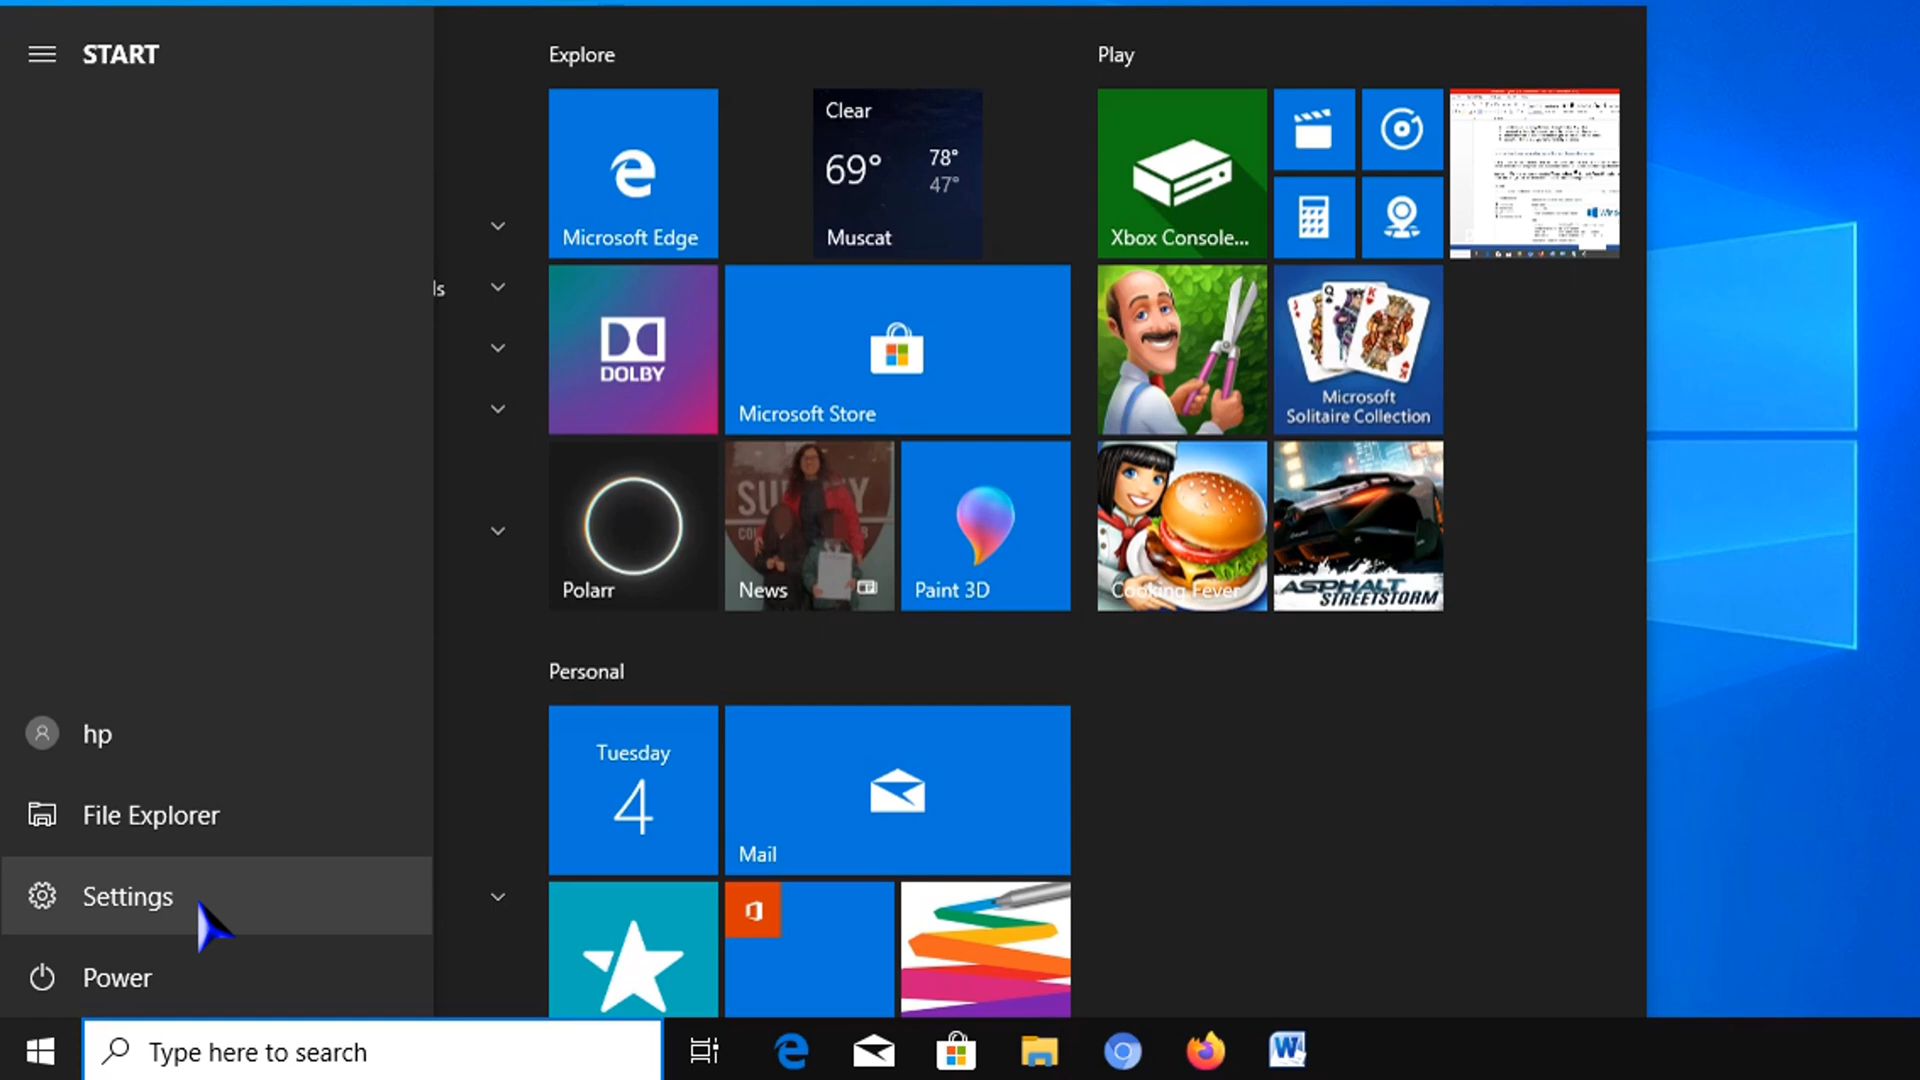 START
ls
hp
File Explorer
Settings
Power
Explore
Microsoft Edge
Clear
69°
78°
47°
Muscat
DOLBY
Microsoft Store
Polarr
News
Paint 3D
Play
Xbox Console...
Microsoft
Solitaire Collection
Cooking Fever
ASPHALT
STREETSTORM
Personal
Tuesday
4
Mail
Type here to search